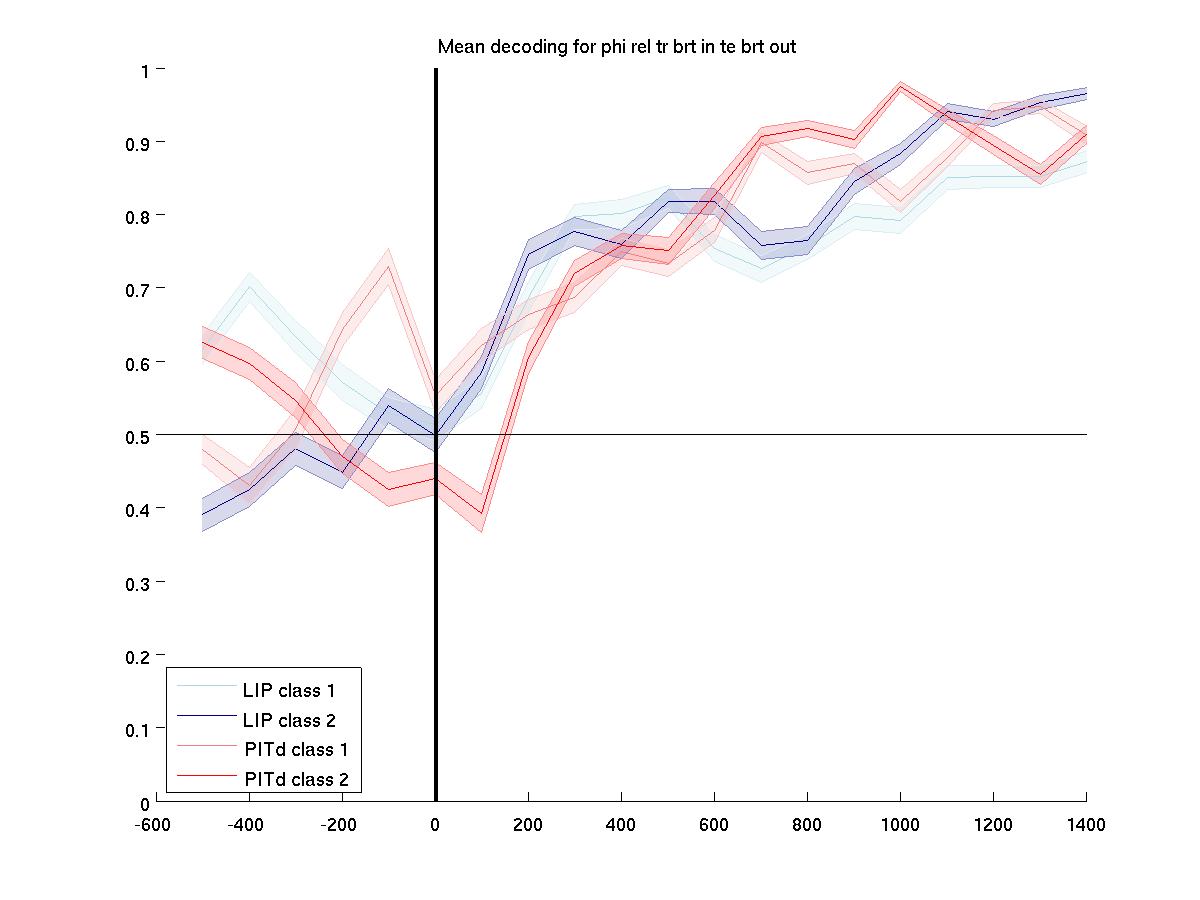 Mean decoding for phi rel tr brt in te brt out
1
0.9
0.8
0.7
0.6
0.5
0.4
0.3
0.2
0.1
0
LIP class 1
LIP class 2
PITd class 1
PITd class 2
-600 -400 -200 0 200 400 600 800 1000 1200 1400